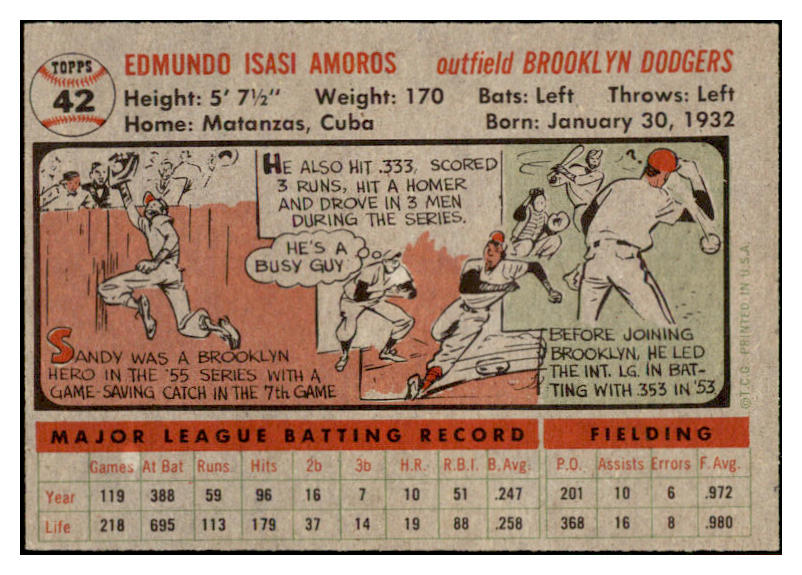 TOPPS
42
EDMUNDO ISASI AMOROS outfield BROOKLYN DODGERS
Height: 5' 7½" Weight: 170 Bats: Left Throws: Left
Home: Matanzas, Cuba Born: January 30, 1932
SANDY WAS A BROOKLYN
HERO IN THE '55 SERIES WITH A
GAME-SAVING CATCH IN THE 7th GAME
HE ALSO HIT .333, SCORED
3 RUNS, HIT A HOMER
AND DROVE IN 3 MEN
DURING THE SERIES.
HE'S A
BUSY GUY
?
BEFORE JOINING
BROOKLYN, HE LED
THE INT. LG. IN BAT-
TING WITH .353 IN '53
©T.C.G. PRINTED IN U.S.A.
MAJOR LEAGUE BATTING RECORD FIELDING
Games At Bat Runs Hits 2b 3b H.R. R.B.I. B.Avg. P.O. Assists Errors F.Avg.
Year 119 388 59 96 16 7 10 51 .247 201 10 6 .972
Life 218 695 113 179 37 14 19 88 .258 368 16 8 .980